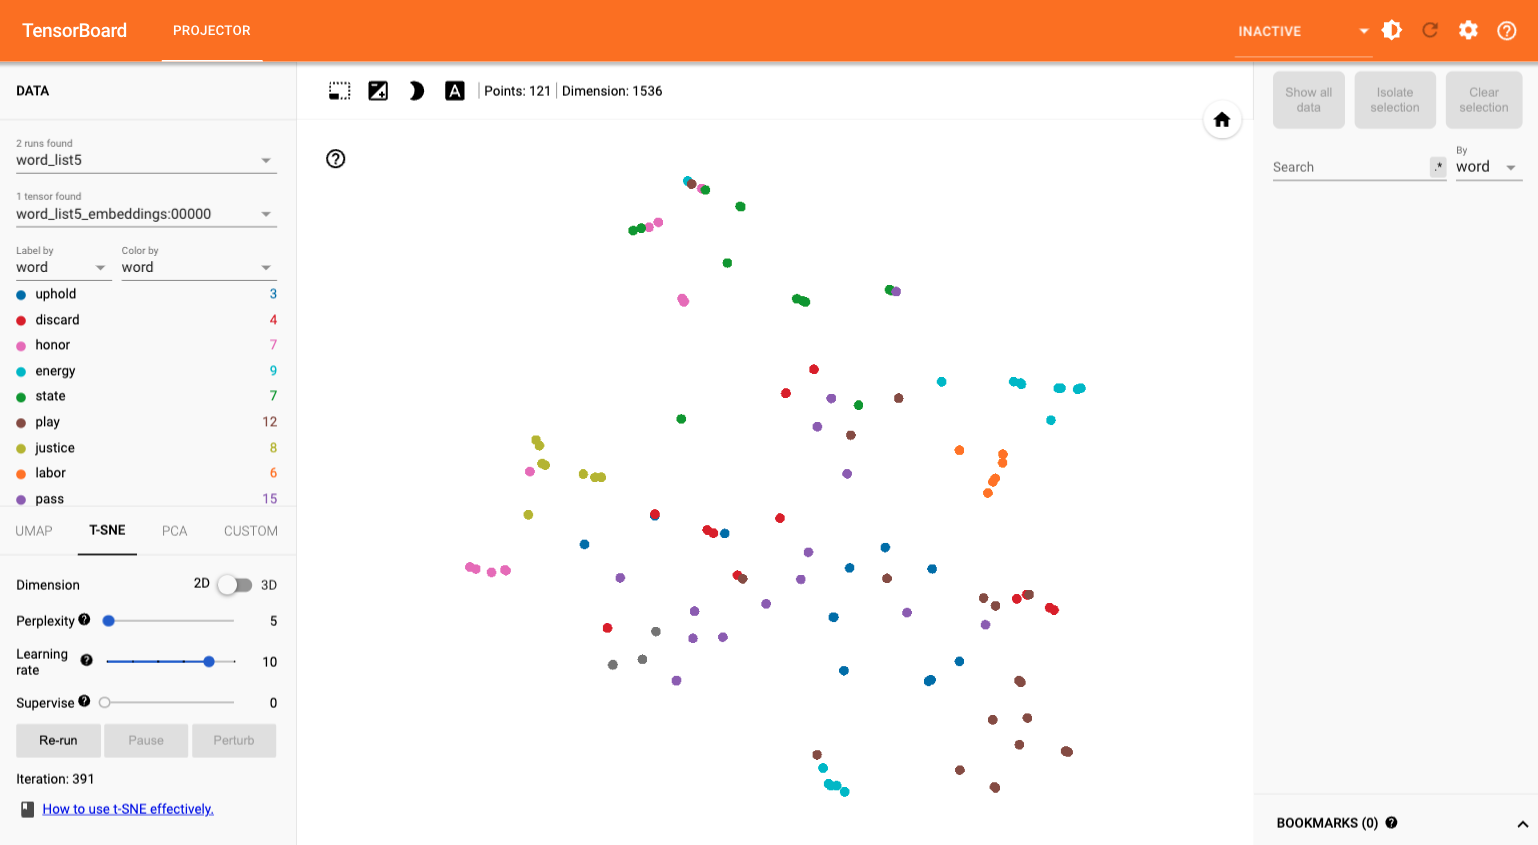 TensorBoard PROJECTOR INACTIVE
DATA
Points: 121 Dimension: 1536
Show all data
Isolate selection
Clear selection
2 runs found
word_list5
Search .* By word
1 tensor found
word_list5_embeddings:00000
Label by Color by
word word
uphold 3
discard 4
honor 7
energy 9
state 7
play 12
justice 8
labor 6
pass 15
UMAP T-SNE PCA CUSTOM
Dimension 2D 3D
Perplexity 5
Learning rate 10
Supervise 0
Re-run Pause Perturb
Iteration: 391
How to use t-SNE effectively.
BOOKMARKS (0)